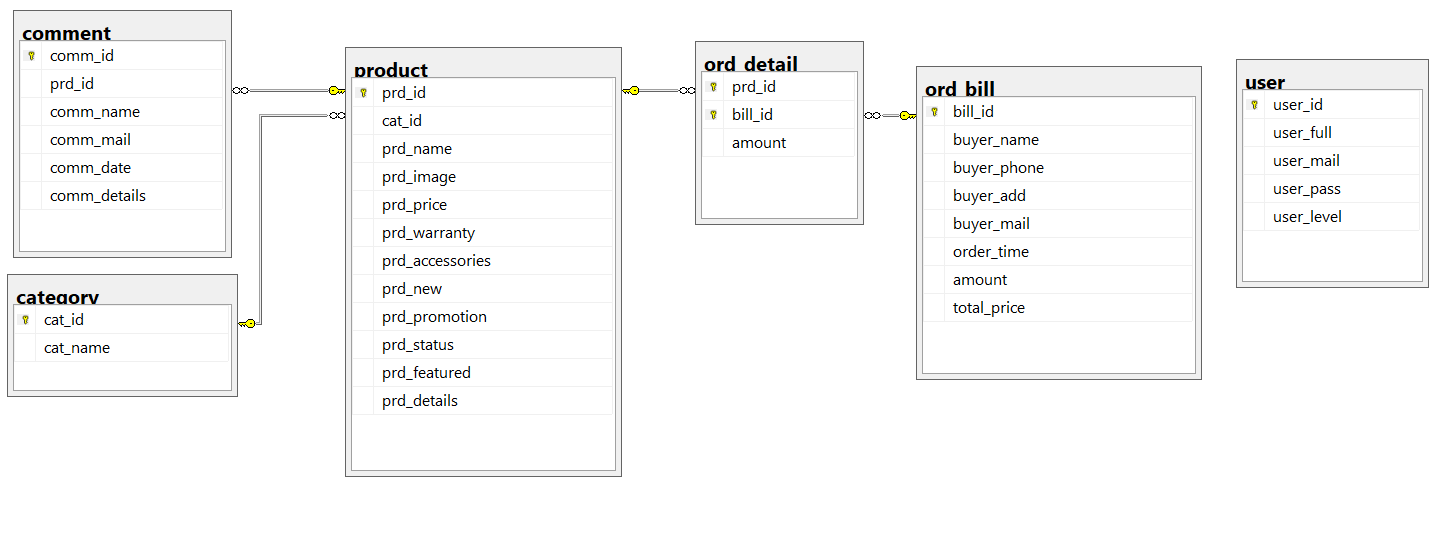 comment
comm_id
prd_id
comm_name
comm_mail
comm_date
comm_details
category
cat_id
cat_name
product
prd_id
cat_id
prd_name
prd_image
prd_price
prd_warranty
prd_accessories
prd_new
prd_promotion
prd_status
prd_featured
prd_details
ord_detail
prd_id
bill_id
amount
ord_bill
bill_id
buyer_name
buyer_phone
buyer_add
buyer_mail
order_time
amount
total_price
user
user_id
user_full
user_mail
user_pass
user_level